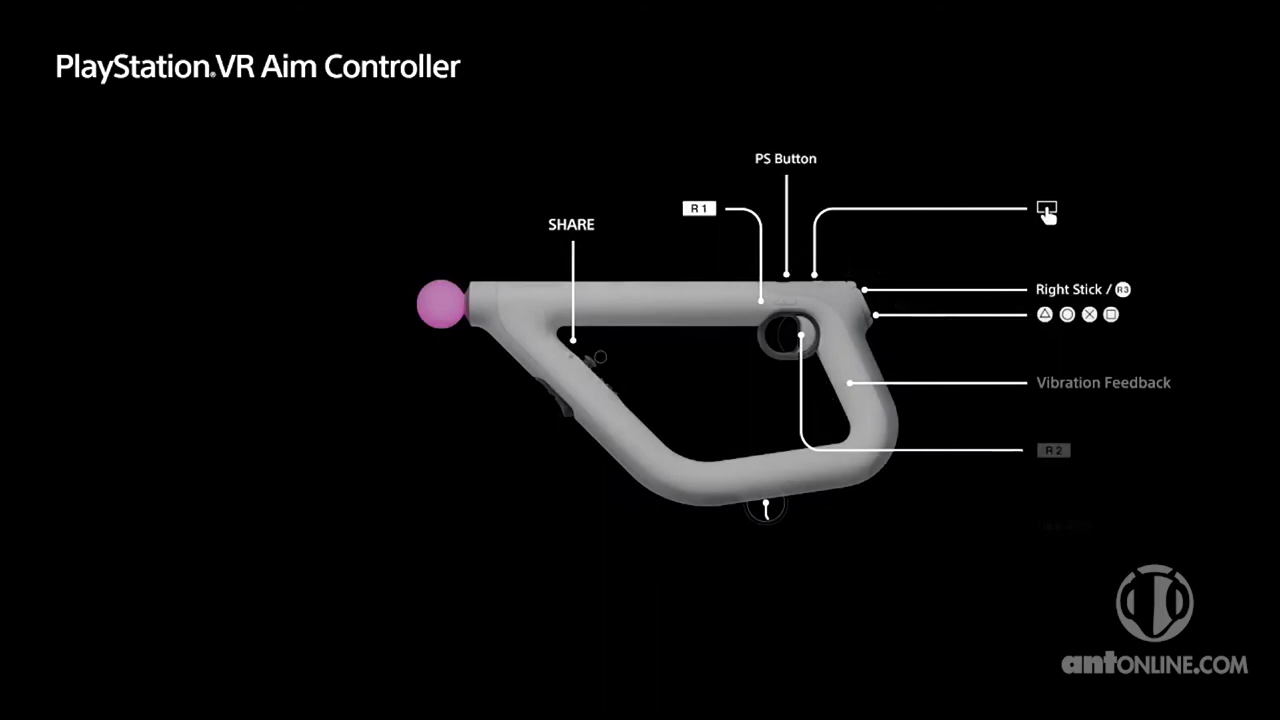 PlayStation®VR Aim Controller
PS Button
R1
SHARE
Right Stick / R3
Vibration Feedback
R2
antONLINE.COM